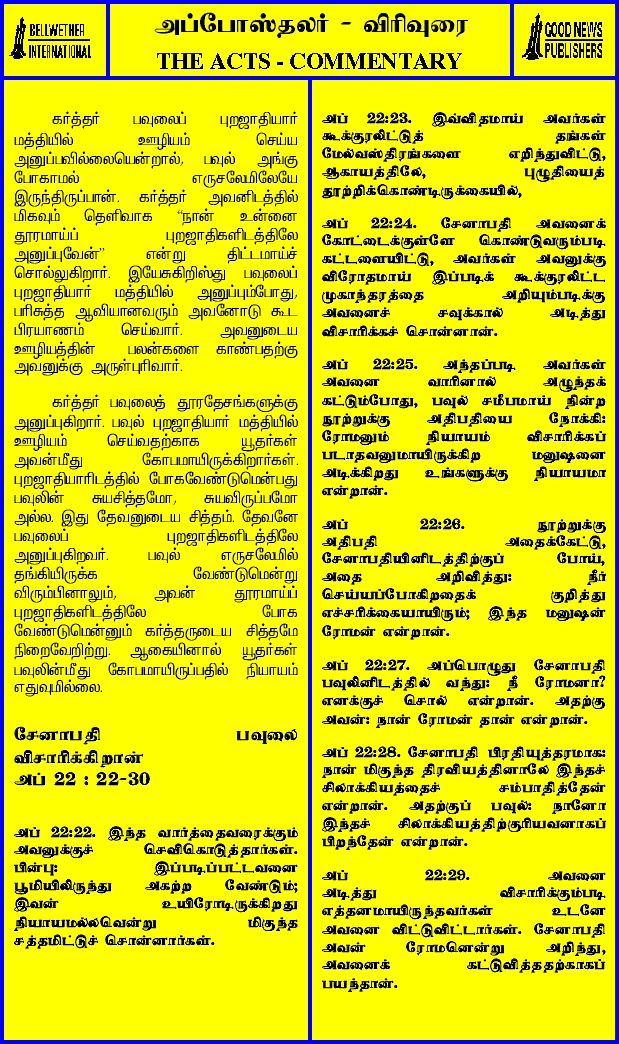 BELLWETHER
INTERNATIONAL
அப்போஸ்தலர் - விரிவுரை
THE ACTS - COMMENTARY
GOOD NEWS
PUBLISHERS
கர்த்தர் பவுலைப் புறஜாதியார்
மத்தியில் ஊழியம் செய்ய
அனுப்பவில்லையென்றால், பவுல் அங்கு
போகாமல் எருசலேமிலேயே
இருந்திருப்பான். கர்த்தர் அவனிடத்தில்
மிகவும் தெளிவாக “நான் உன்னை
தூரமாய்ப் புறஜாதிகளிடத்திலே
அனுப்புவேன்” என்று திட்டமாய்ச்
சொல்லுகிறார். இயேசுகிறிஸ்து பவுலைப்
புறஜாதியார் மத்தியில் அனுப்பும்போது,
பரிசுத்த ஆவியானவரும் அவனோடு கூட
பிரயாணம் செய்வார். அவனுடைய
ஊழியத்தின் பலன்களை காண்பதற்கு
அவனுக்கு அருள்புரிவார்.
கர்த்தர் பவுலைத் தூரதேசங்களுக்கு
அனுப்புகிறார். பவுல் புறஜாதியார் மத்தியில்
ஊழியம் செய்வதற்காக யூதர்கள்
அவன்மீது கோபமாயிருக்கிறார்கள்.
புறஜாதியாரிடத்தில் போகவேண்டுமென்பது
பவுலின் சுயசித்தமோ, சுயவிருப்பமோ
அல்ல. இது தேவனுடைய சித்தம். தேவனே
பவுலைப் புறஜாதிகளிடத்திலே
அனுப்புகிறவர். பவுல் எருசலேமில்
தங்கியிருக்க வேண்டுமென்று
விரும்பினாலும், அவன் தூரமாய்ப்
புறஜாதிகளிடத்திலே போக
வேண்டுமென்னும் கர்த்தருடைய சித்தமே
நிறைவேறிற்று. ஆகையினால் யூதர்கள்
பவுலின்மீது கோபமாயிருப்பதில் நியாயம்
எதுவுமில்லை.
சேனாபதி பவுலை
விசாரிக்கிறான்
அப் 22 : 22-30
அப் 22:22. இந்த வார்த்தைவரைக்கும்
அவனுக்குச் செவிகொடுத்தார்கள்.
பின்பு: இப்படிப்பட்டவனை
பூமியிலிருந்து அகற்ற வேண்டும்;
இவன் உயிரோடிருக்கிறது
நியாயமல்லவென்று மிகுந்த
சத்தமிட்டுச் சொன்னார்கள்.
அப் 22:23. இவ்விதமாய் அவர்கள்
கூக்குரலிட்டுத் தங்கள்
மேல்வஸ்திரங்களை எறிந்துவிட்டு,
ஆகாயத்திலே, புழுதியைத்
தூற்றிக்கொண்டிருக்கையில்,
அப் 22:24. சேனாபதி அவனைக்
கோட்டைக்குள்ளே கொண்டுவரும்படி
கட்டளையிட்டு, அவர்கள் அவனுக்கு
விரோதமாய் இப்படிக் கூக்குரலிட்ட
முகாந்தரத்தை அறியும்படிக்கு
அவனைச் சவுக்கால் அடித்து
விசாரிக்கச் சொன்னான்.
அப் 22:25. அந்தப்படி அவர்கள்
அவனை வாரினால் அழுந்தக்
கட்டும்போது, பவுல் சமீபமாய் நின்ற
நூற்றுக்கு அதிபதியை நோக்கி:
ரோமனும் நியாயம் விசாரிக்கப்
படாதவனுமாயிருக்கிற மனுஷனை
அடிக்கிறது உங்களுக்கு நியாயமா
என்றான்.
அப் 22:26. நூற்றுக்கு
அதிபதி அதைக்கேட்டு,
சேனாபதியினிடத்திற்குப் போய்,
அதை அறிவித்து: நீர்
செய்யப்போகிறதைக் குறித்து
எச்சரிக்கையாயிரும்; இந்த மனுஷன்
ரோமன் என்றான்.
அப் 22:27. அப்பொழுது சேனாபதி
பவுலினிடத்தில் வந்து: நீ ரோமனா?
எனக்குச் சொல் என்றான். அதற்கு
அவன்: நான் ரோமன் தான் என்றான்.
அப் 22:28. சேனாபதி பிரதியுத்தரமாக:
நான் மிகுந்த திரவியத்தினாலே இந்தச்
சிலாக்கியத்தைச் சம்பாதித்தேன்
என்றான். அதற்குப் பவுல்: நானோ
இந்தச் சிலாக்கியத்திற்குரியவனாகப்
பிறந்தேன் என்றான்.
அப் 22:29. அவனை
அடித்து விசாரிக்கும்படி
எத்தனமாயிருந்தவர்கள் உடனே
அவனை விட்டுவிட்டார்கள். சேனாபதி
அவன் ரோமனென்று அறிந்து,
அவனைக் கட்டுவித்ததற்காகப்
பயந்தான்.